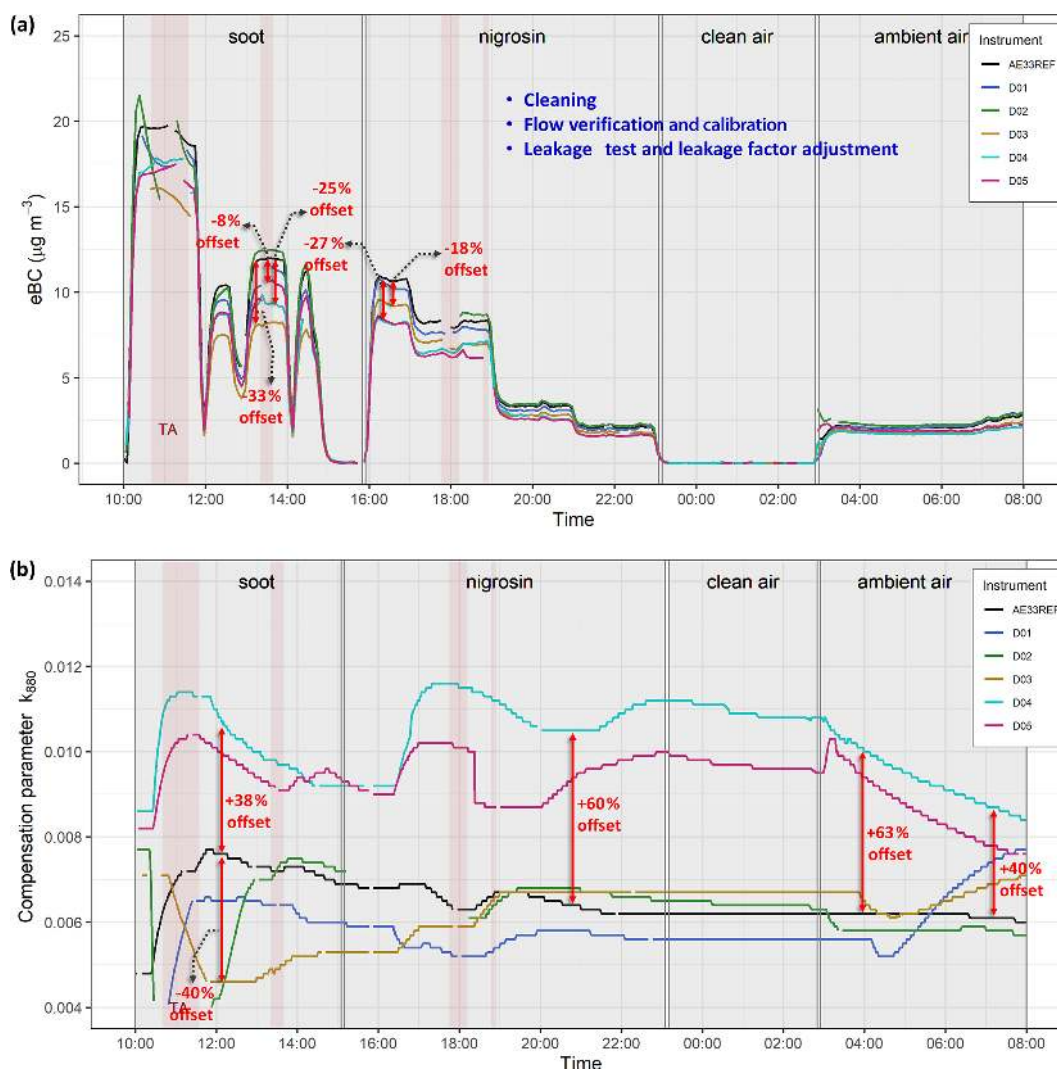 (a)
soot
nigrosin
clean air
ambient air
• Cleaning
• Flow verification and calibration
• Leakage test and leakage factor adjustment
Instrument
AE33REF
D01
D02
D03
D04
D05
25
20
15
10
5
0
eBC (µg m⁻³)
-8%
offset
-25%
offset
-27%
offset
-18%
offset
-33%
offset
TA
10:00 12:00 14:00 16:00 18:00 20:00 22:00 00:00 02:00 04:00 06:00 08:00
Time
(b)
soot
nigrosin
clean air
ambient air
Instrument
AE33REF
D01
D02
D03
D04
D05
0.014
0.012
0.010
0.008
0.006
0.004
Compensation parameter k₈₈₀
+38%
offset
+60%
offset
+63%
offset
+40%
offset
-40%
offset
TA
10:00 12:00 14:00 16:00 18:00 20:00 22:00 00:00 02:00 04:00 06:00 08:00
Time